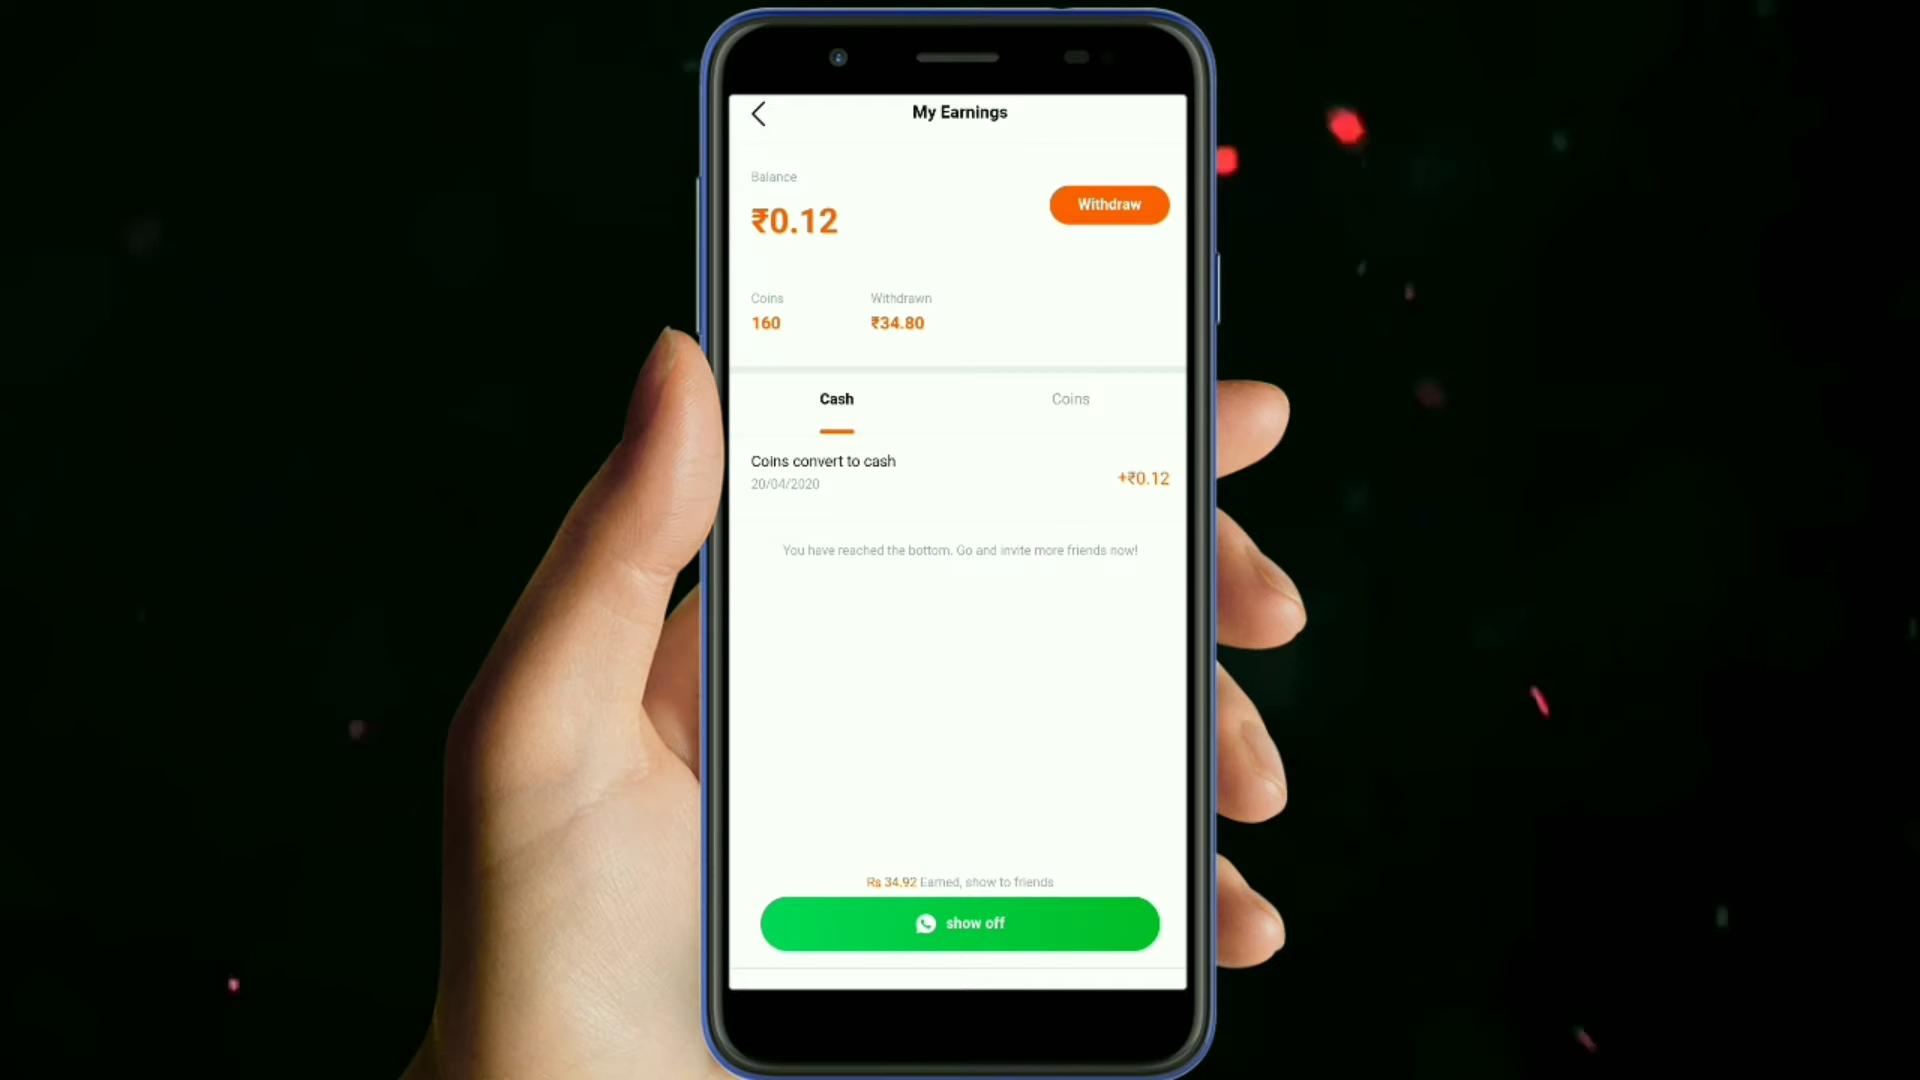 My Earnings
Balance
₹0.12
Withdraw
Coins
Withdrawn
160
₹34.80
Cash
Coins
Coins convert to cash
20/04/2020
+₹0.12
You have reached the bottom. Go and invite more friends now!
Rs 34.92 Earned, show to friends
show off